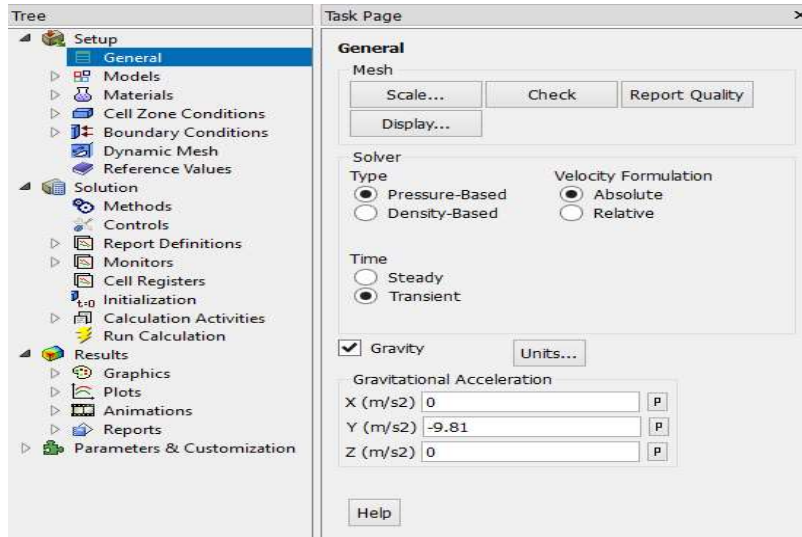 Tree
Setup
General
Models
Materials
Cell Zone Conditions
Boundary Conditions
Dynamic Mesh
Reference Values
Solution
Methods
Controls
Report Definitions
Monitors
Cell Registers
t=0 Initialization
Calculation Activities
Run Calculation
Results
Graphics
Plots
Animations
Reports
Parameters & Customization
Task Page ×
General
Mesh
Scale... Check Report Quality
Display...
Solver
Type Velocity Formulation
Pressure-Based Absolute
Density-Based Relative
Time
Steady
Transient
Gravity Units...
Gravitational Acceleration
X (m/s2) 0 P
Y (m/s2) -9.81 P
Z (m/s2) 0 P
Help